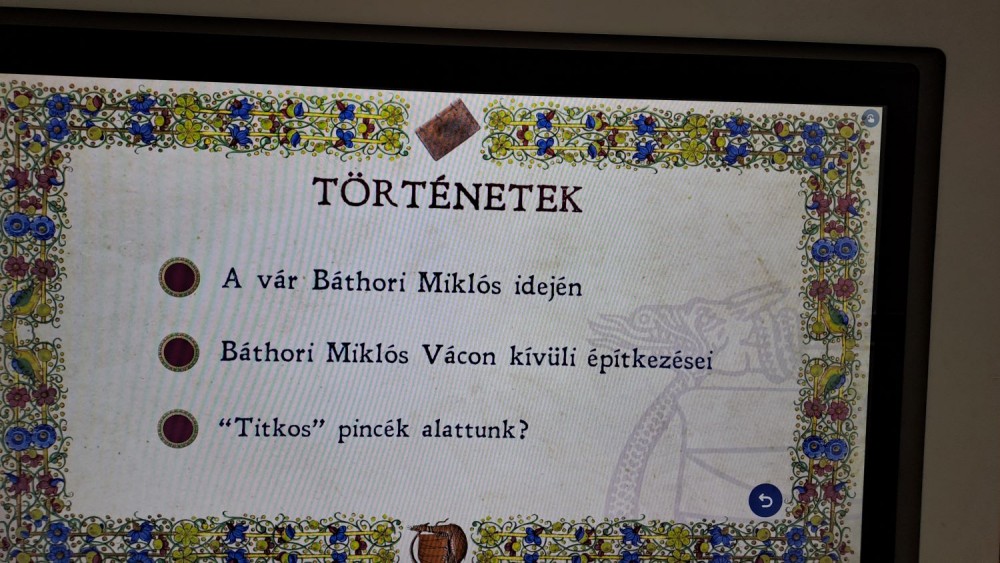 TÖRTÉNETEK
A vár Báthori Miklós idején
Báthori Miklós Vácon kívüli építkezései
“Titkos” pincék alattunk?